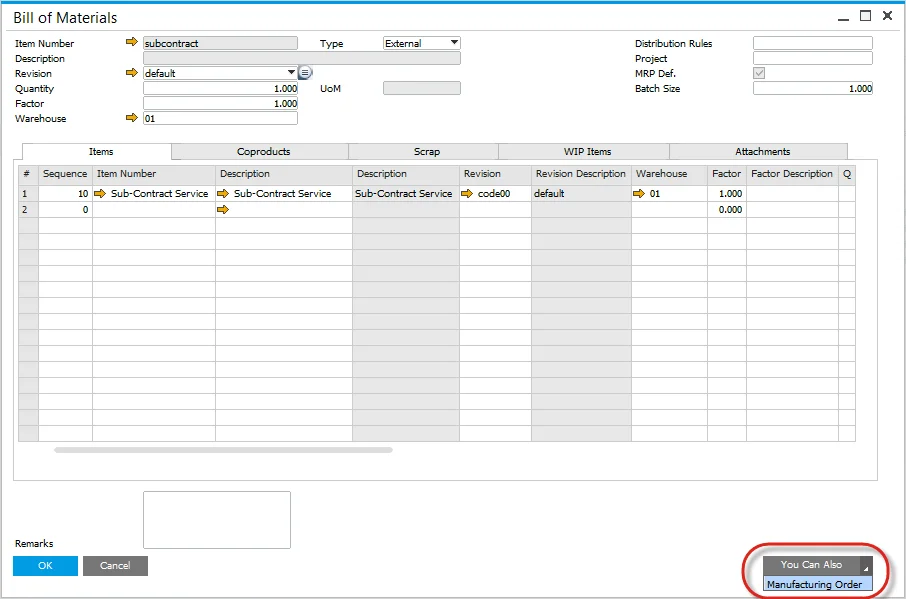 Bill of Materials
Item Number subcontract Type External Distribution Rules
Description Project
Revision default MRP Def.
Quantity 1.000 UoM Batch Size 1.000
Factor 1.000
Warehouse 01
Items Coproducts Scrap WIP Items Attachments
# Sequence Item Number Description Description Revision Revision Description Warehouse Factor Factor Description Q
1 10 Sub-Contract Service Sub-Contract Service Sub-Contract Service code00 default 01 1.000
2 0 0.000
Remarks
OK Cancel You Can Also
Manufacturing Order